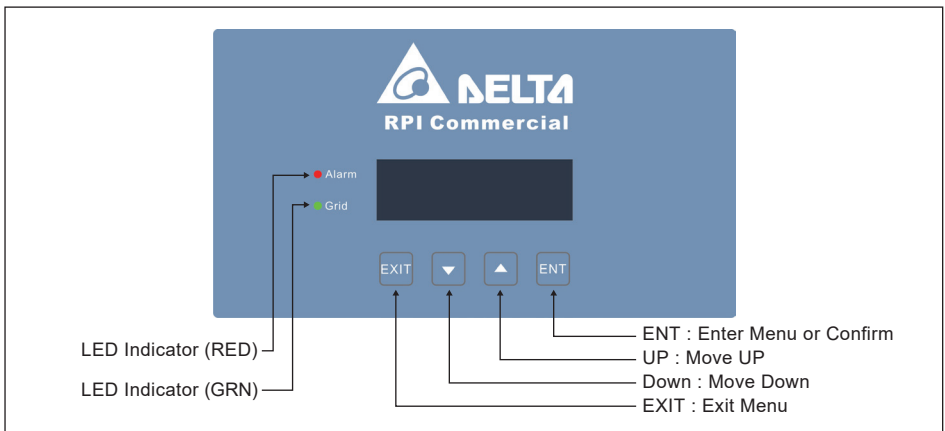 DELTA
RPI Commercial
Alarm
Grid
EXIT
ENT
LED Indicator (RED)
LED Indicator (GRN)
ENT : Enter Menu or Confirm
UP : Move UP
Down : Move Down
EXIT : Exit Menu